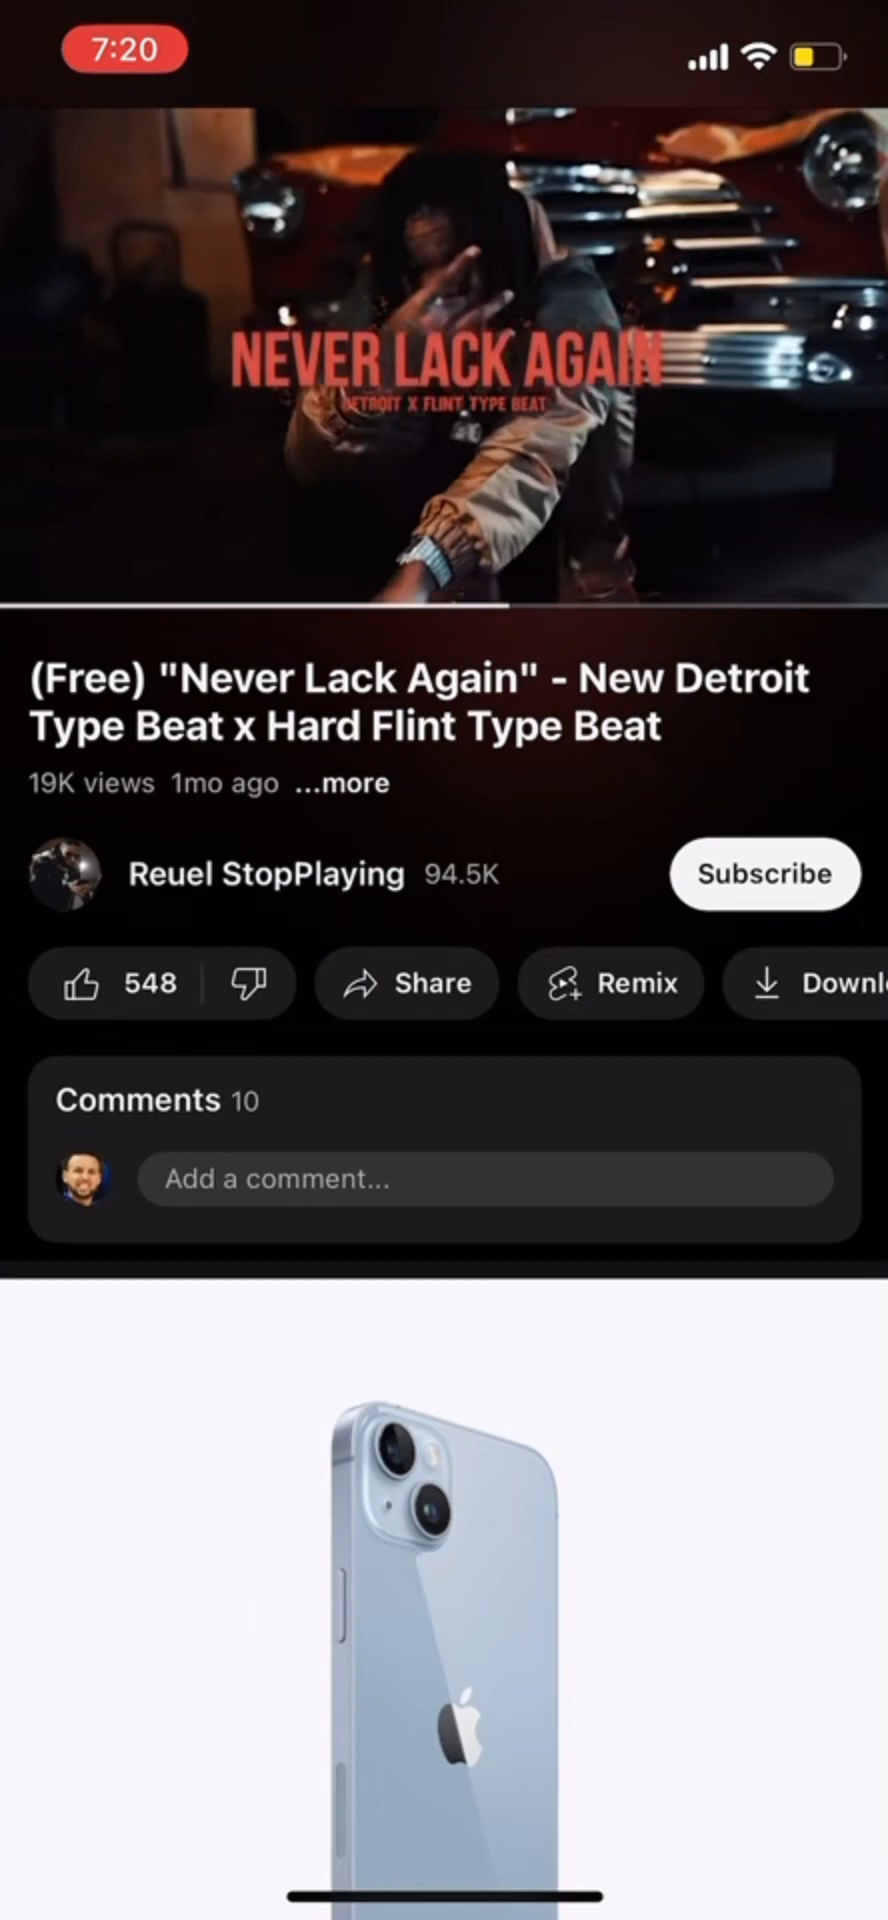 7:20
NEVER LACK AGAIN
DETROIT X FLINT TYPE BEAT
(Free) "Never Lack Again" - New Detroit
Type Beat x Hard Flint Type Beat
19K views 1mo ago ...more
Reuel StopPlaying 94.5K
Subscribe
548
Share
Remix
Downl
Comments 10
Add a comment...